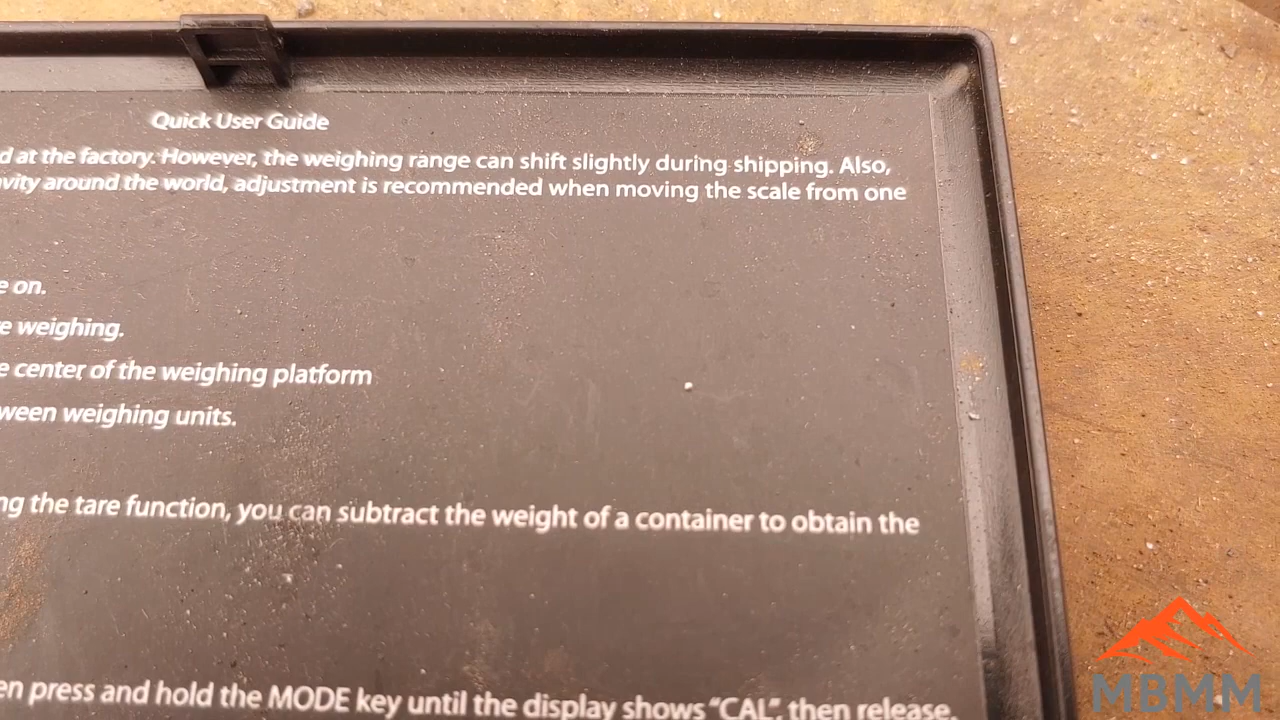 Quick User Guide
d at the factory. However, the weighing range can shift slightly during shipping. Also,
vity around the world, adjustment is recommended when moving the scale from one
e on.
e weighing.
e center of the weighing platform
ween weighing units.
ng the tare function, you can subtract the weight of a container to obtain the
en press and hold the MODE key until the display shows “CAL”, then release.
MBMM